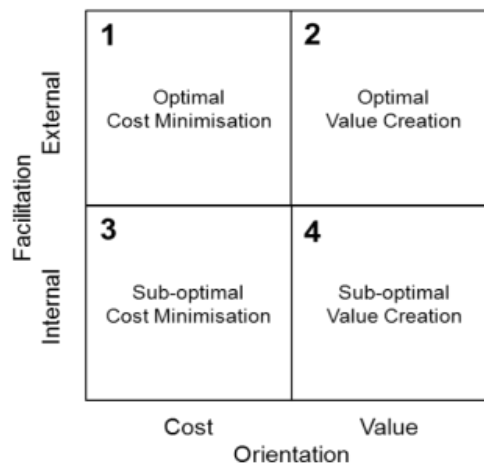 1
2
Optimal
Cost Minimisation
Optimal
Value Creation
External
Facilitation
3
4
Sub-optimal
Cost Minimisation
Sub-optimal
Value Creation
Internal
Cost
Value
Orientation